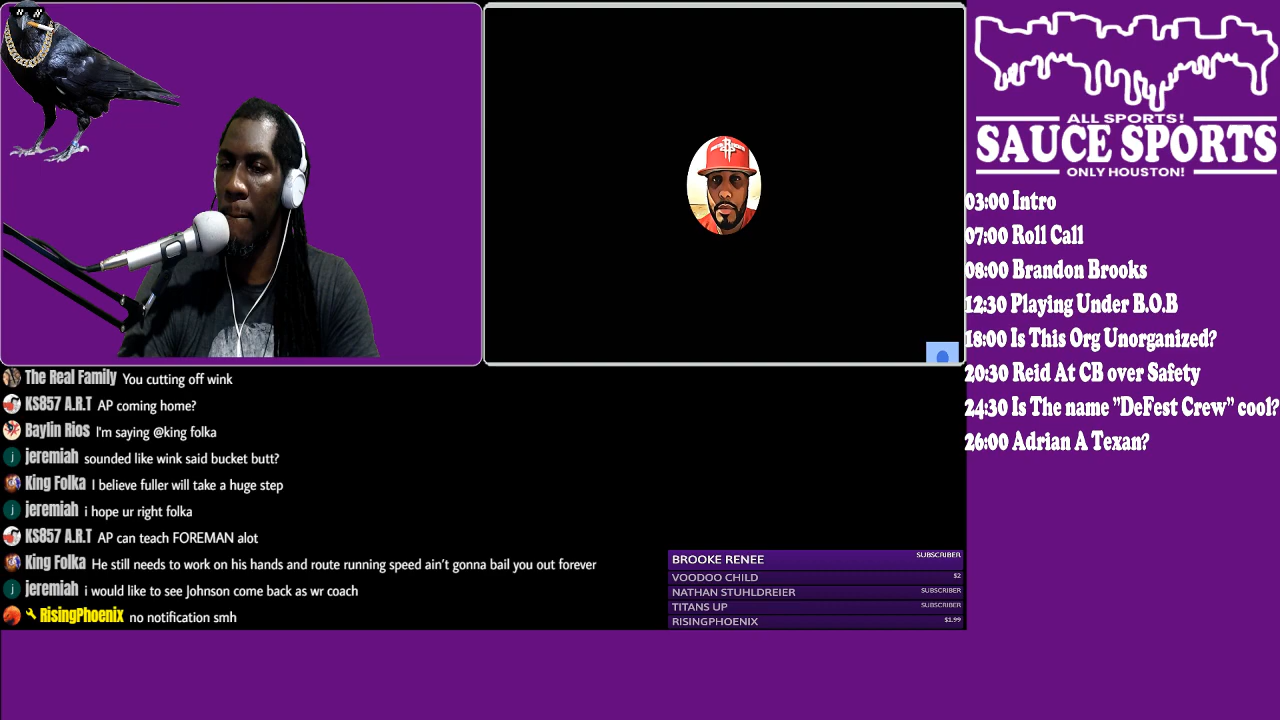 ALL SPORTS!
SAUCE SPORTS
ONLY HOUSTON!
03:00 Intro
07:00 Roll Call
08:00 Brandon Brooks
12:30 Playing Under B.O.B
18:00 Is This Org Unorganized?
20:30 Reid At CB over Safety
24:30 Is The name "DeFest Crew" cool?
26:00 Adrian A Texan?
The Real Family You cutting off wink
KS857 A.R.T AP coming home?
Baylin Rios I'm saying @king folka
j jeremiah sounded like wink said bucket butt?
King Folka I believe fuller will take a huge step
j jeremiah i hope ur right folka
KS857 A.R.T AP can teach FOREMAN alot
King Folka He still needs to work on his hands and route running speed ain't gonna bail you out forever
j jeremiah i would like to see Johnson come back as wr coach
RisingPhoenix no notification smh
BROOKE RENEE SUBSCRIBER
VOODOO CHILD $2
NATHAN STUHLDREIER SUBSCRIBER
TITANS UP SUBSCRIBER
RISINGPHOENIX $1.99